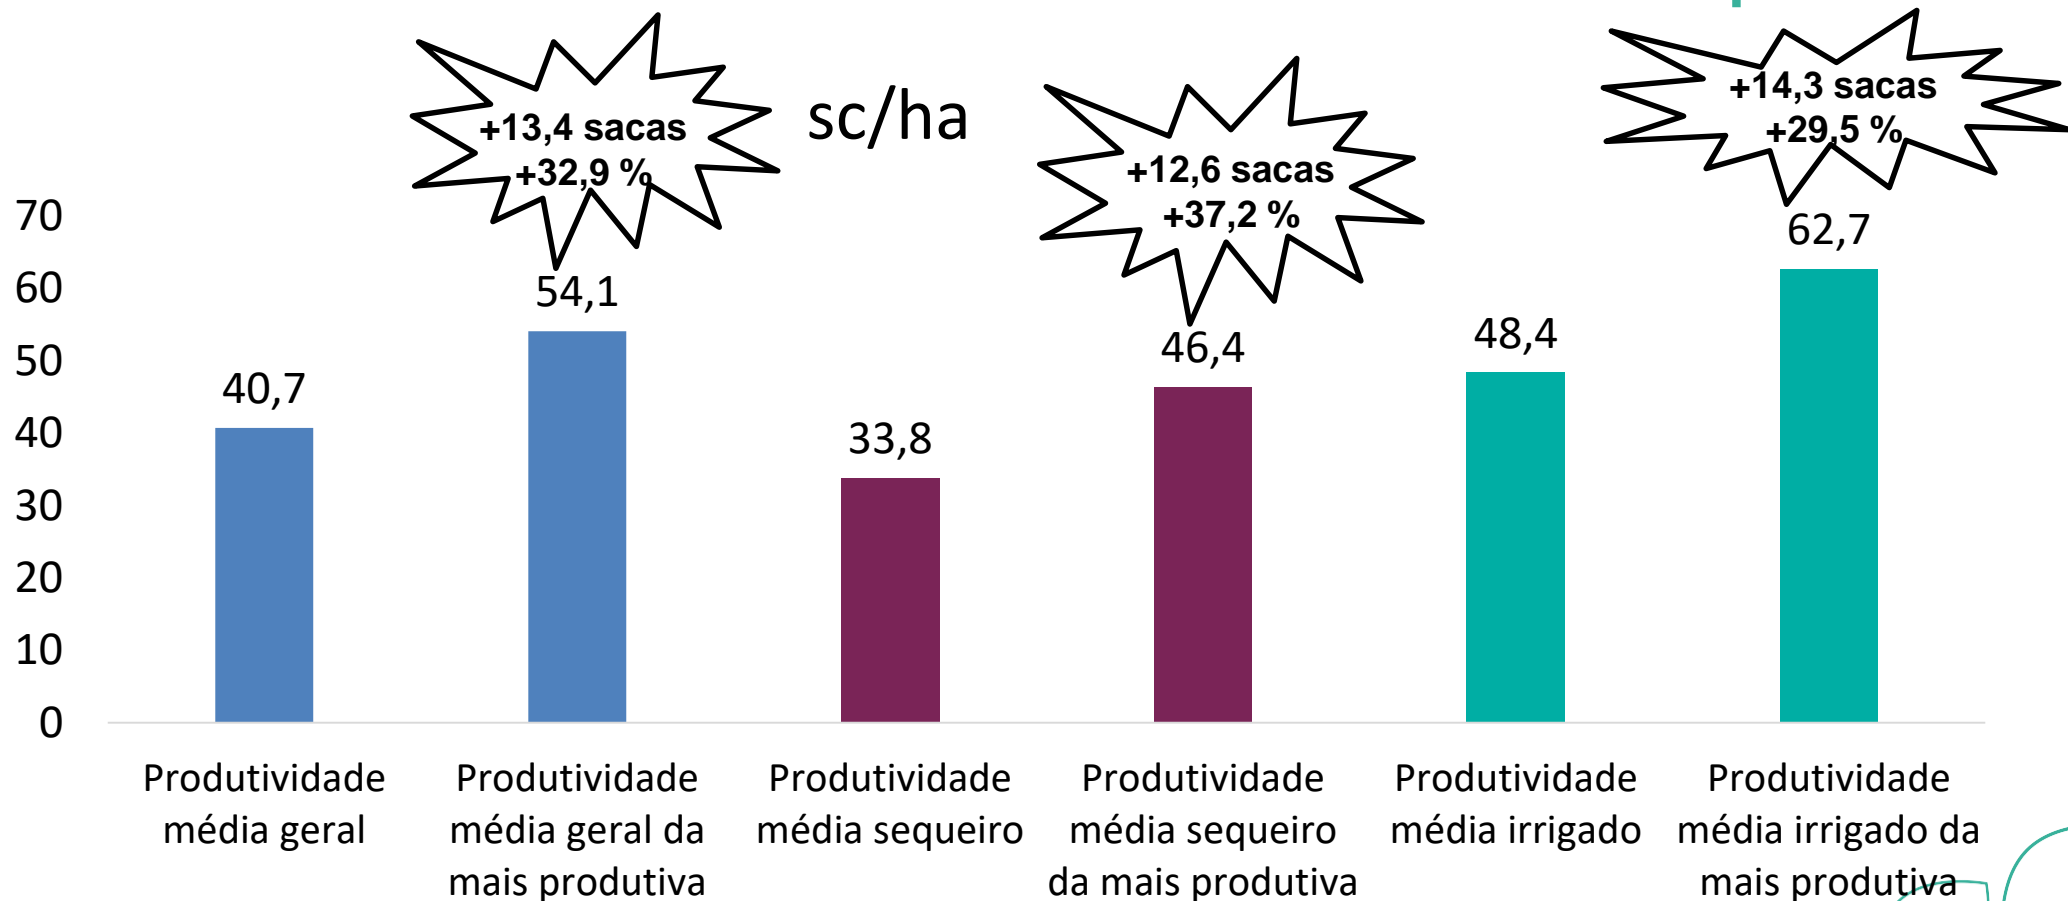 +13,4 sacas
+32,9 %
sc/ha
+12,6 sacas
+37,2 %
+14,3 sacas
+29,5 %
70
60
50
40
30
20
10
0
40,7
54,1
33,8
46,4
48,4
62,7
Produtividade
média geral
Produtividade
média geral da
mais produtiva
Produtividade
média sequeiro
Produtividade
média sequeiro
da mais produtiva
Produtividade
média irrigado
Produtividade
média irrigado da
mais produtiva